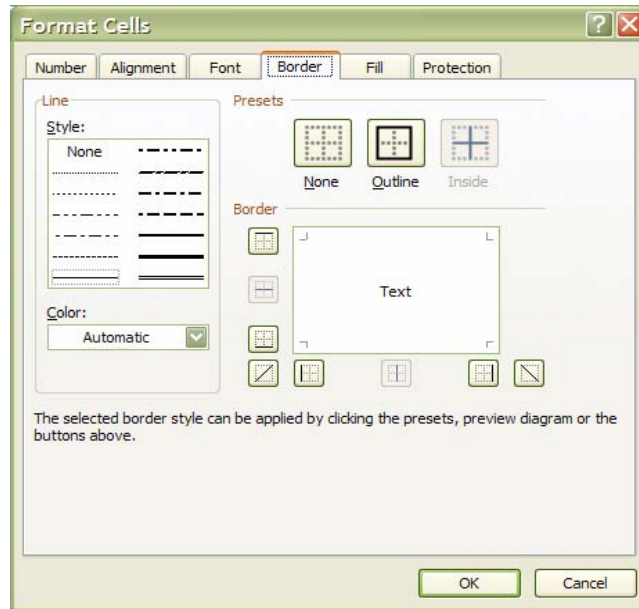 Format Cells
Number Alignment Font Border Fill Protection
Line
Style:
None
Color:
Automatic
Presets
None Outline Inside
Border
Text
The selected border style can be applied by clicking the presets, preview diagram or the
buttons above.
OK Cancel